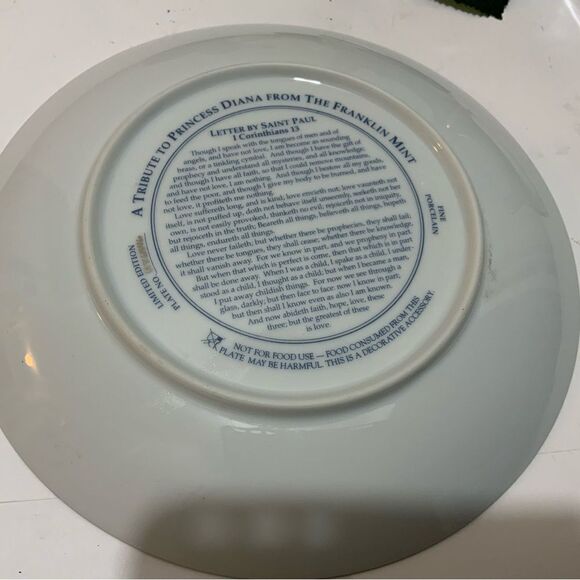 A TRIBUTE TO PRINCESS DIANA FROM THE FRANKLIN MINT
LETTER BY SAINT PAUL
1 Corinthians 13
Though I speak with the tongues of men and of
angels, and have not love, I am become as sounding
brass, or a tinkling cymbal. And though I have the gift of
prophecy and understand all mysteries, and all knowledge;
and though I have all faith, so that I could remove mountains,
and have not love, I am nothing. And though I bestow all my goods,
to feed the poor, and though I give my body to be burned, and have
not love, it profiteth me nothing.
Love suffereth long, and is kind; love envieth not; love vaunteth not
itself, is not puffed up, doth not behave itself unseemly, seeketh not her
own, is not easily provoked, thinketh no evil; rejoiceth not in iniquity,
but rejoiceth in the truth; Beareth all things, believeth all things, hopeth
all things, endureth all things.
Love never faileth; but whether there be prophecies, they shall fail;
whether there be tongues, they shall cease; whether there be knowledge,
it shall vanish away. For we know in part, and we prophesy in part.
But when that which is perfect is come, then that which is in part
shall be done away. When I was a child, I spake as a child, I under-
stood as a child, I thought as a child; but when I became a man,
I put away childish things. For now we see through a
glass, darkly; but then face to face: now I know in part,
but then shall I know even as also I am known.
And now abideth faith, hope, love, these
three; but the greatest of these
is love.
FINE
PORCELAIN
LIMITED EDITION
PLATE NO.
NOT FOR FOOD USE — FOOD CONSUMED FROM THIS
PLATE MAY BE HARMFUL. THIS IS A DECORATIVE ACCESSORY.